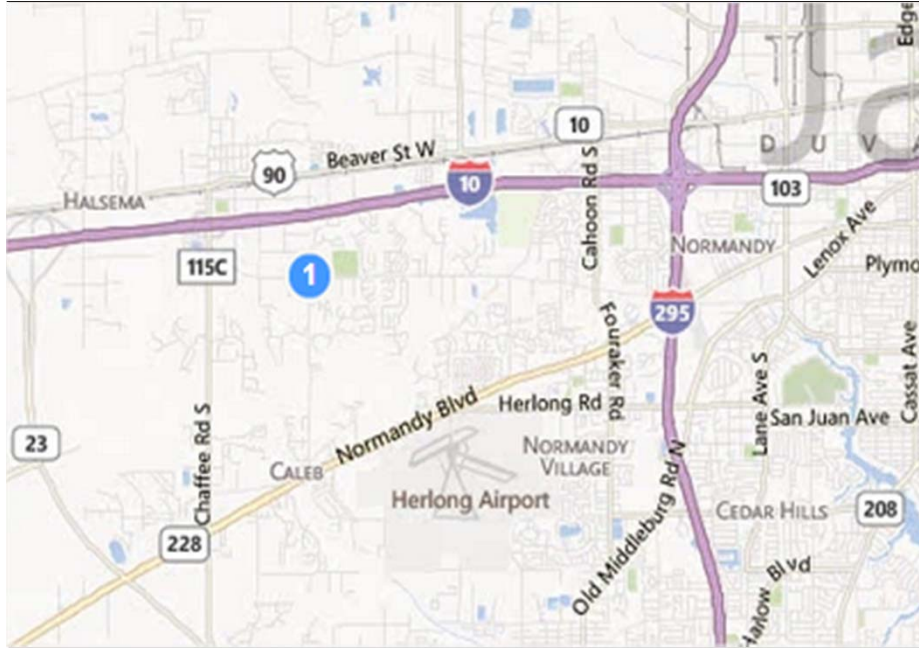 Edge
Ja
10
D U V
Beaver St W
90
10
103
HALSEMA
Cahoon Rd S
NORMANDY
Lenox Ave
115C
1
Plymo
295
Fouraker Rd
Cassat Ave
Lane Ave S
Normandy Blvd
Herlong Rd
San Juan Ave
23
Chaffee Rd S
CALEB
NORMANDY
VILLAGE
Herlong Airport
Old Middleburg Rd N
CEDAR HILLS
208
228
Harlow Blvd